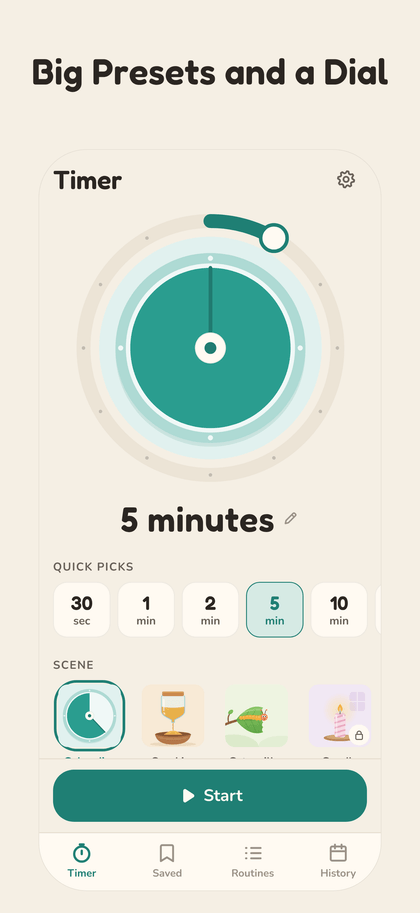 Big Presets and a Dial
Timer
5 minutes
QUICK PICKS
30 1 2 5 10
sec min min min min
SCENE
Start
Timer Saved Routines History